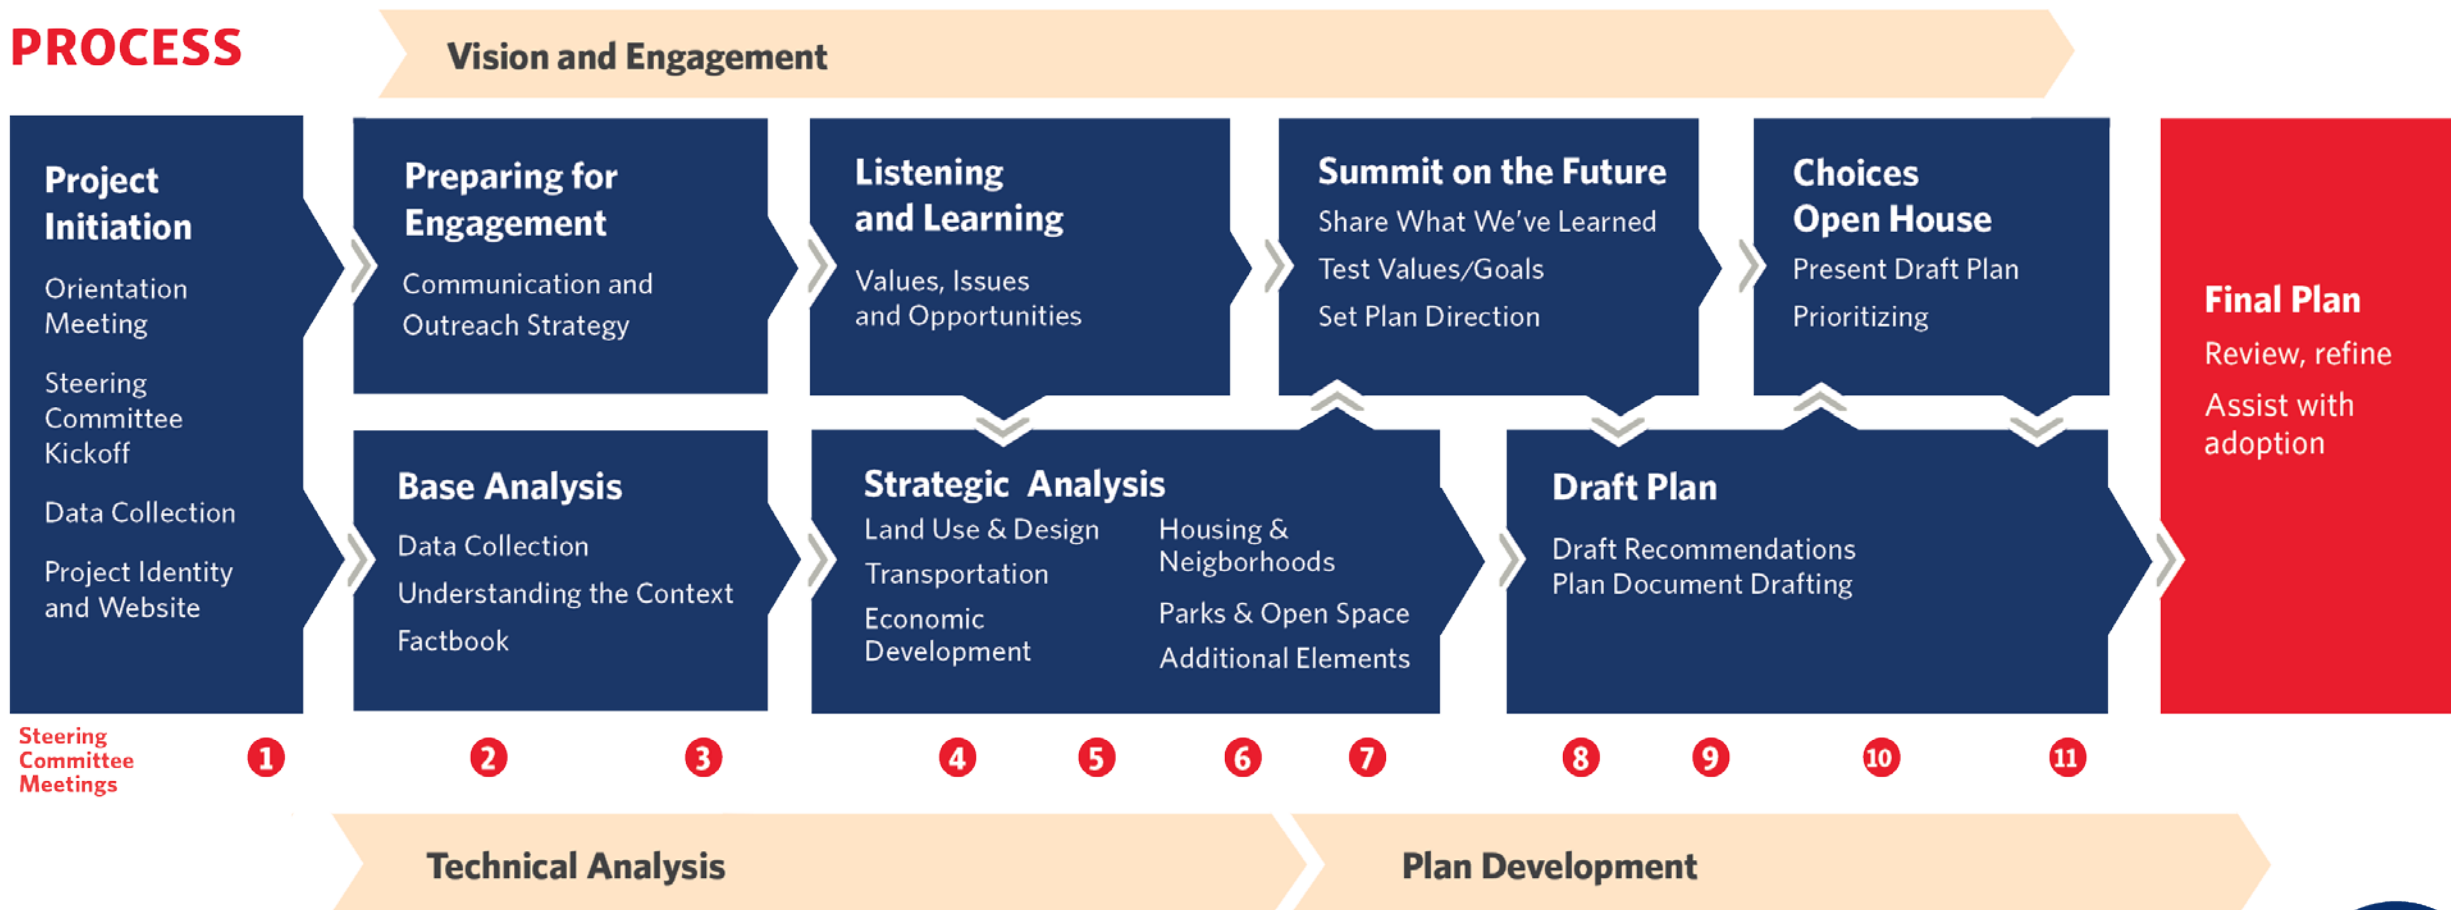 PROCESS
Vision and Engagement
Project
Initiation
Orientation
Meeting
Steering
Committee
Kickoff
Data Collection
Project Identity
and Website
Preparing for
Engagement
Communication and
Outreach Strategy
Base Analysis
Data Collection
Understanding the Context
Factbook
Listening
and Learning
Values, Issues
and Opportunities
Strategic Analysis
Land Use & Design
Transportation
Economic
Development
Housing &
Neigborhoods
Parks & Open Space
Additional Elements
Summit on the Future
Share What We've Learned
Test Values/Goals
Set Plan Direction
Choices
Open House
Present Draft Plan
Prioritizing
Draft Plan
Draft Recommendations
Plan Document Drafting
Final Plan
Review, refine
Assist with
adoption
Steering
Committee
Meetings
1 2 3 4 5 6 7 8 9 10 11
Technical Analysis
Plan Development